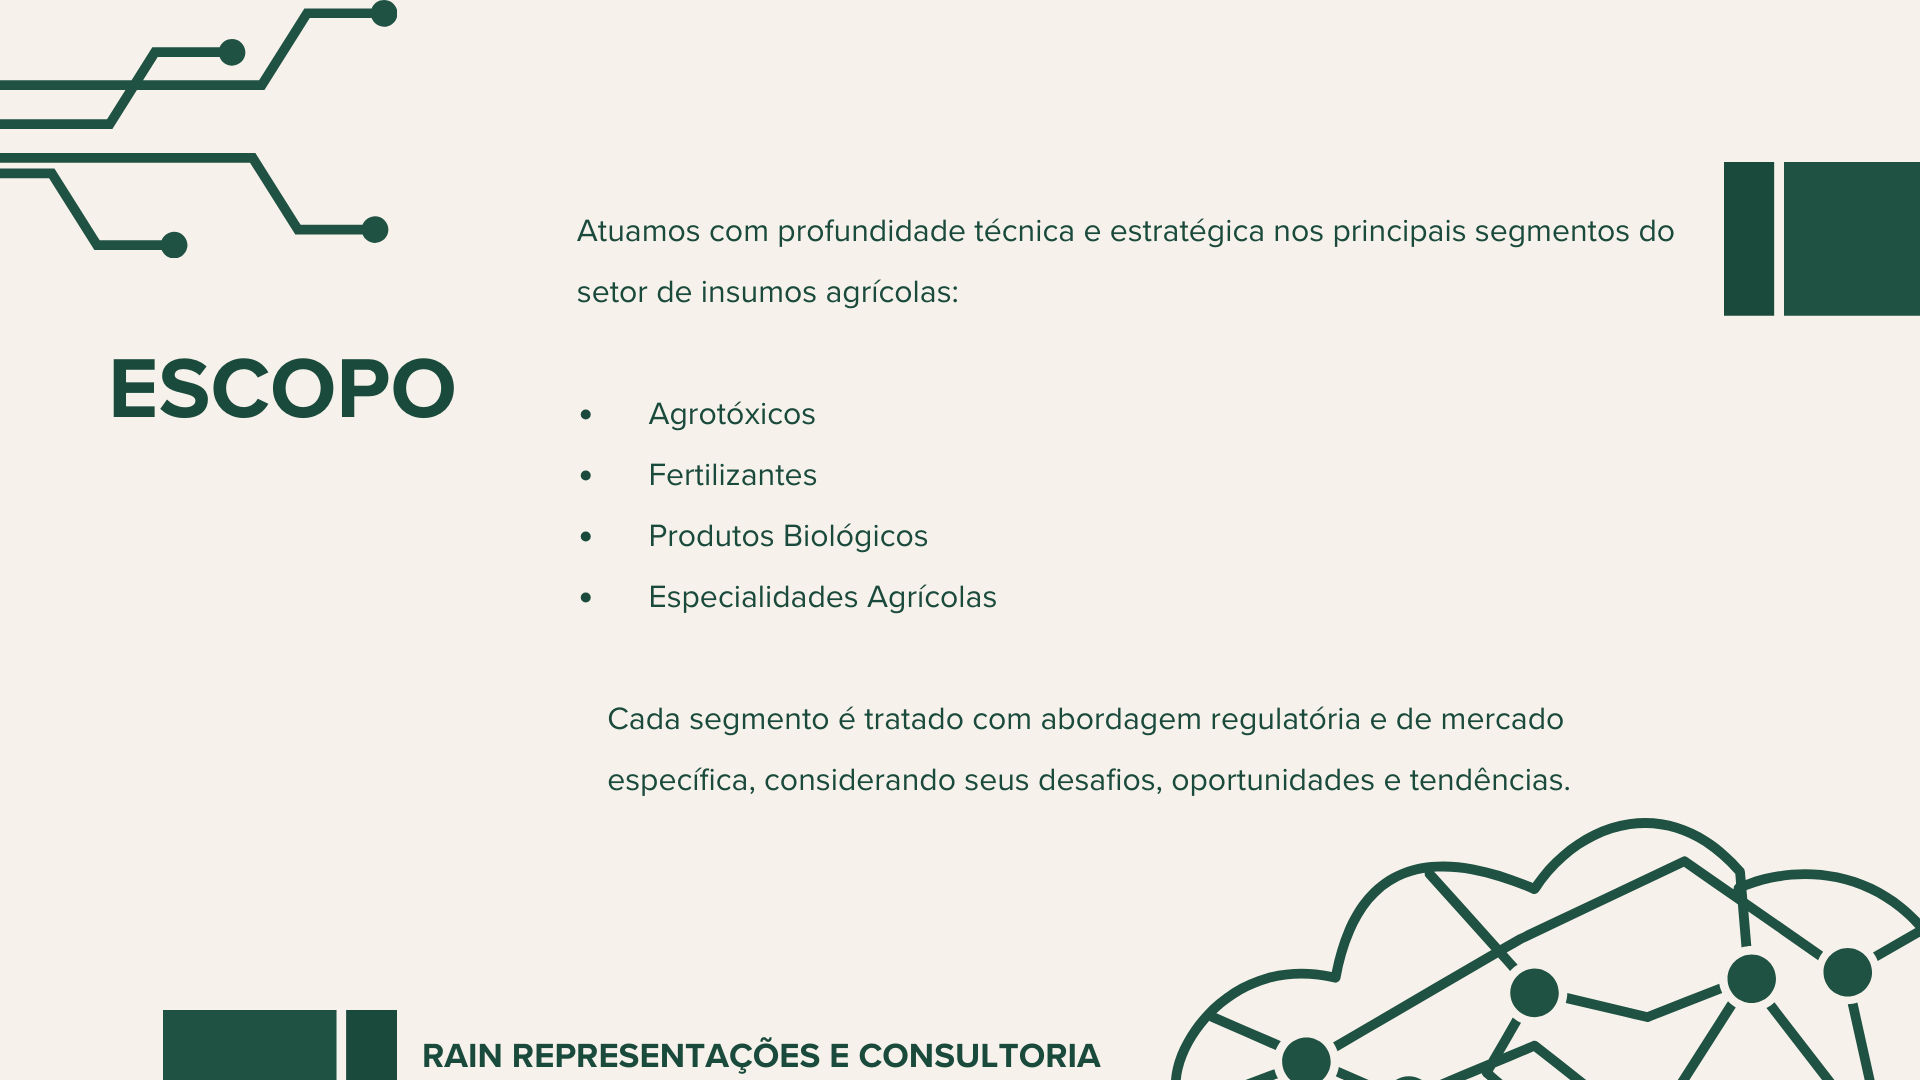 ESCOPO
Atuamos com profundidade técnica e estratégica nos principais segmentos do
setor de insumos agrícolas:
• Agrotóxicos
• Fertilizantes
• Produtos Biológicos
• Especialidades Agrícolas
Cada segmento é tratado com abordagem regulatória e de mercado
específica, considerando seus desafios, oportunidades e tendências.
RAIN REPRESENTAÇÕES E CONSULTORIA